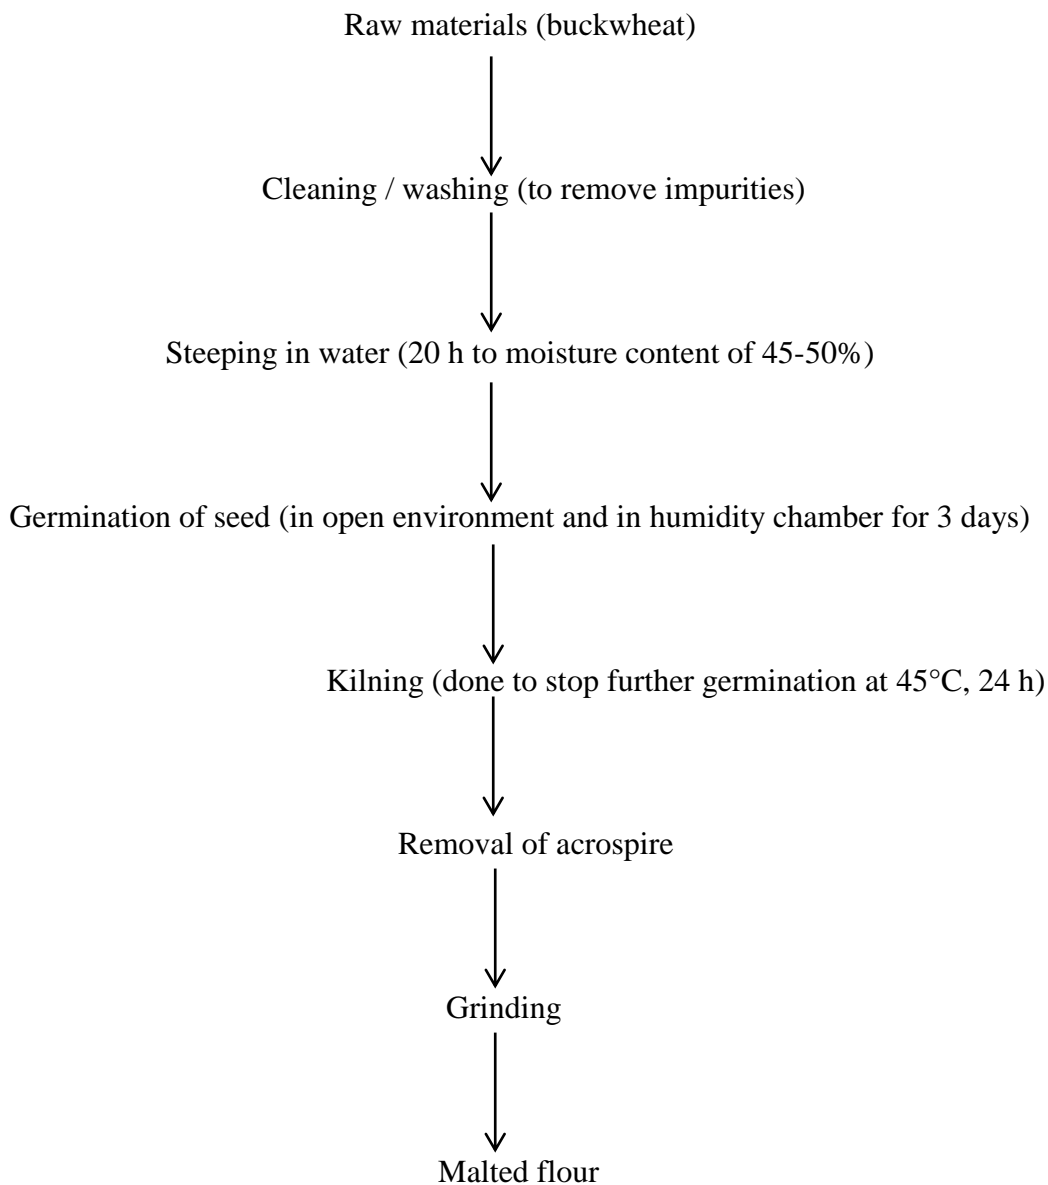 Raw materials (buckwheat)
Cleaning / washing (to remove impurities)
Steeping in water (20 h to moisture content of 45-50%)
Germination of seed (in open environment and in humidity chamber for 3 days)
Kilning (done to stop further germination at 45°C, 24 h)
Removal of acrospire
Grinding
Malted flour